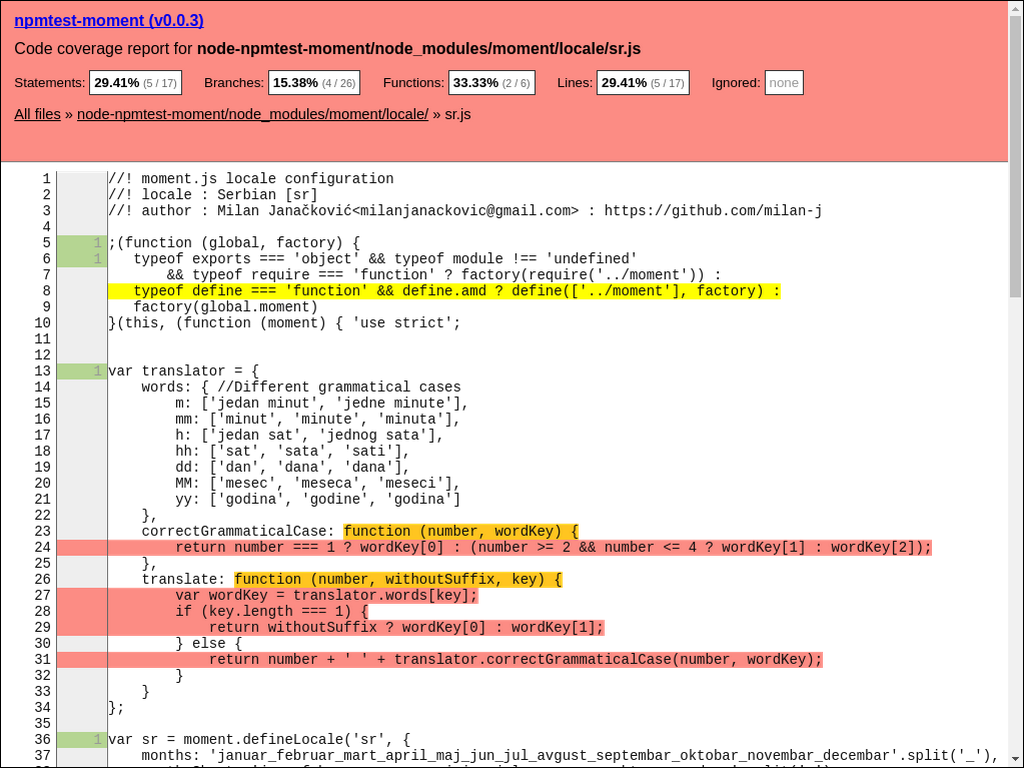 npmtest-moment (v0.0.3)
Code coverage report for node-npmtest-moment/node_modules/moment/locale/sr.js
Statements: 29.41% (5 / 17) Branches: 15.38% (4 / 26) Functions: 33.33% (2 / 6) Lines: 29.41% (5 / 17) Ignored: none
All files » node-npmtest-moment/node_modules/moment/locale/ » sr.js
1 //! moment.js locale configuration
2 //! locale : Serbian [sr]
3 //! author : Milan Janačković<milanjanackovic@gmail.com> : https://github.com/milan-j
4
5 1 ;(function (global, factory) {
6 1    typeof exports === 'object' && typeof module !== 'undefined'
7        && typeof require === 'function' ? factory(require('../moment')) :
8    typeof define === 'function' && define.amd ? define(['../moment'], factory) :
9    factory(global.moment)
10 }(this, (function (moment) { 'use strict';
11
12
13 1 var translator = {
14     words: { //Different grammatical cases
15         m: ['jedan minut', 'jedne minute'],
16         mm: ['minut', 'minute', 'minuta'],
17         h: ['jedan sat', 'jednog sata'],
18         hh: ['sat', 'sata', 'sati'],
19         dd: ['dan', 'dana', 'dana'],
20         MM: ['mesec', 'meseca', 'meseci'],
21         yy: ['godina', 'godine', 'godina']
22     },
23     correctGrammaticalCase: function (number, wordKey) {
24         return number === 1 ? wordKey[0] : (number >= 2 && number <= 4 ? wordKey[1] : wordKey[2]);
25     },
26     translate: function (number, withoutSuffix, key) {
27         var wordKey = translator.words[key];
28         if (key.length === 1) {
29             return withoutSuffix ? wordKey[0] : wordKey[1];
30         } else {
31             return number + ' ' + translator.correctGrammaticalCase(number, wordKey);
32         }
33     }
34 };
35
36 1 var sr = moment.defineLocale('sr', {
37     months: 'januar_februar_mart_april_maj_jun_jul_avgust_septembar_oktobar_novembar_decembar'.split('_'),